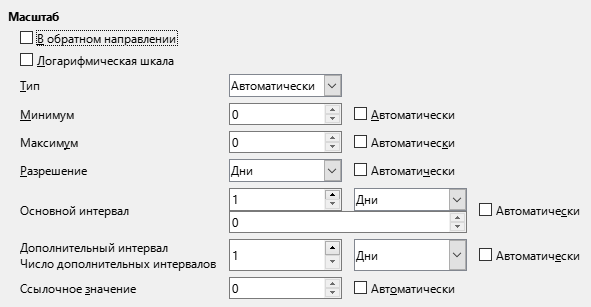 Масштаб
В обратном направлении
Логарифмическая шкала
Тип Автоматически
Минимум 0 Автоматически
Максимум 0 Автоматически
Разрешение Дни Автоматически
1 Дни
Основной интервал Автоматически
0
Дополнительный интервал
1 Дни Автоматически
Число дополнительных интервалов
Ссылочное значение 0 Автоматически